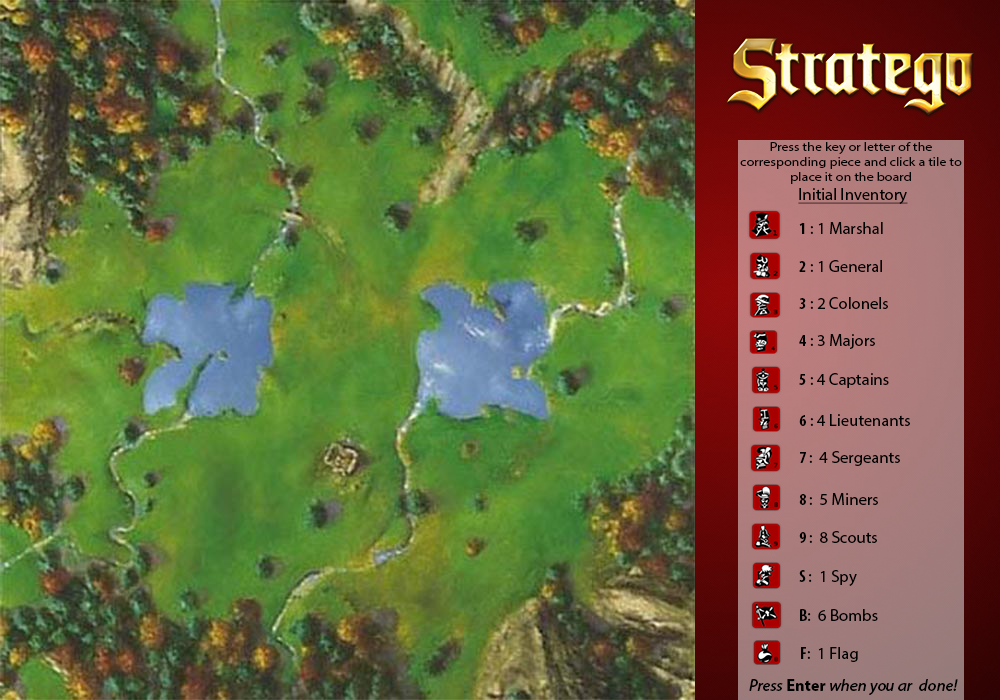 Stratego
Press the key or letter of the
corresponding piece and click a tile to
place it on the board
Initial Inventory
1 : 1 Marshal
2 : 1 General
3 : 2 Colonels
4 : 3 Majors
5 : 4 Captains
6 : 4 Lieutenants
7 : 4 Sergeants
8 : 5 Miners
9 : 8 Scouts
S : 1 Spy
B: 6 Bombs
F: 1 Flag
Press Enter when you ar done!